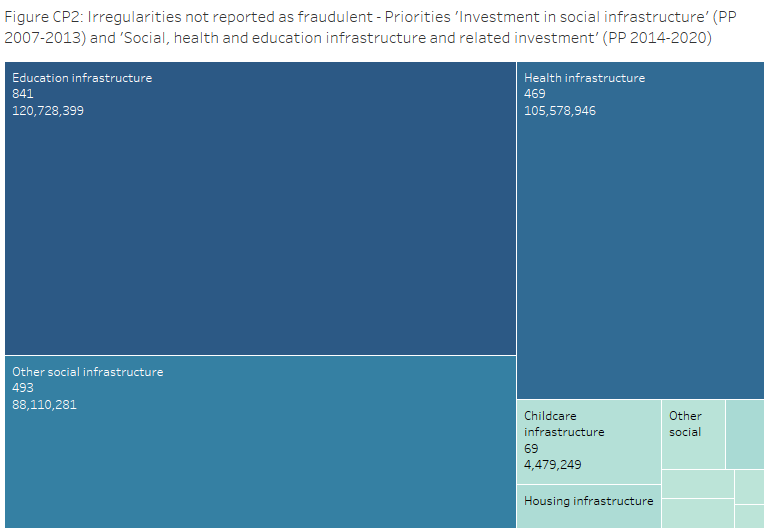 Figure CP2: Irregularities not reported as fraudulent - Priorities 'Investment in social infrastructure' (PP
2007-2013) and 'Social, health and education infrastructure and related investment' (PP 2014-2020)
Education infrastructure
841
120,728,399
Health infrastructure
469
105,578,946
Other social infrastructure
493
88,110,281
Childcare
infrastructure
69
4,479,249
Other
social
Housing infrastructure